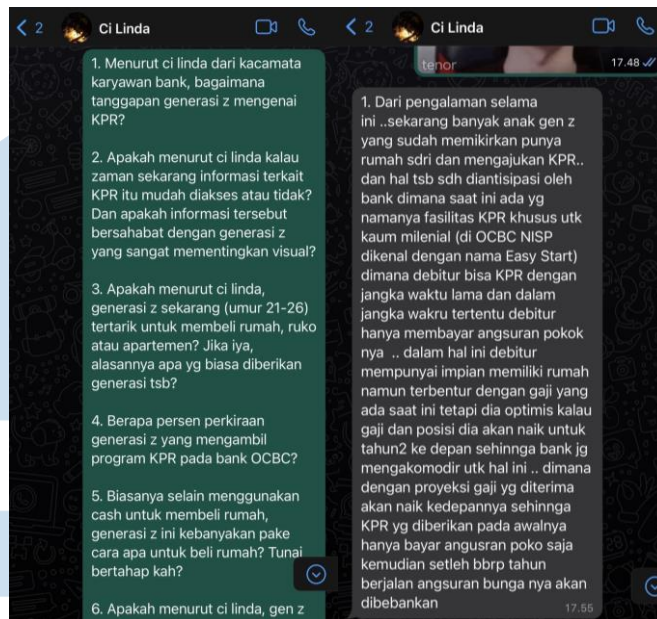 2
Ci Linda
1. Menurut ci linda dari kacamata
karyawan bank, bagaimana
tanggapan generasi z mengenai
KPR?
2. Apakah menurut ci linda kalau
zaman sekarang informasi terkait
KPR itu mudah diakses atau tidak?
Dan apakah informasi tersebut
bersahabat dengan generasi z
yang sangat mementingkan visual?
3. Apakah menurut ci linda,
generasi z sekarang (umur 21-26)
tertarik untuk membeli rumah, ruko
atau apartemen? Jika iya,
alasannya apa yg biasa diberikan
generasi tsb?
4. Berapa persen perkiraan
generasi z yang mengambil
program KPR pada bank OCBC?
5. Biasanya selain menggunakan
cash untuk membeli rumah,
generasi z ini kebanyakan pake
cara apa untuk beli rumah? Tunai
bertahap kah?
6. Apakah menurut ci linda, gen z
2
Ci Linda
tenor
17.48
1. Dari pengalaman selama
ini ..sekarang banyak anak gen z
yang sudah memikirkan punya
rumah sdri dan mengajukan KPR..
dan hal tsb sdh diantisipasi oleh
bank dimana saat ini ada yg
namanya fasilitas KPR khusus utk
kaum milenial (di OCBC NISP
dikenal dengan nama Easy Start)
dimana debitur bisa KPR dengan
jangka waktu lama dan dalam
jangka wakru tertentu debitur
hanya membayar angsuran pokok
nya .. dalam hal ini debitur
mempunyai impian memiliki rumah
namun terbentur dengan gaji yang
ada saat ini tetapi dia optimis kalau
gaji dan posisi dia akan naik untuk
tahun2 ke depan sehinnga bank jg
mengakomodir utk hal ini .. dimana
dengan proyeksi gaji yg diterima
akan naik kedepannya sehinnga
KPR yg diberikan pada awalnya
hanya bayar angusran poko saja
kemudian setleh bbrp tahun
berjalan angsuran bunga nya akan
dibebankan
17.55